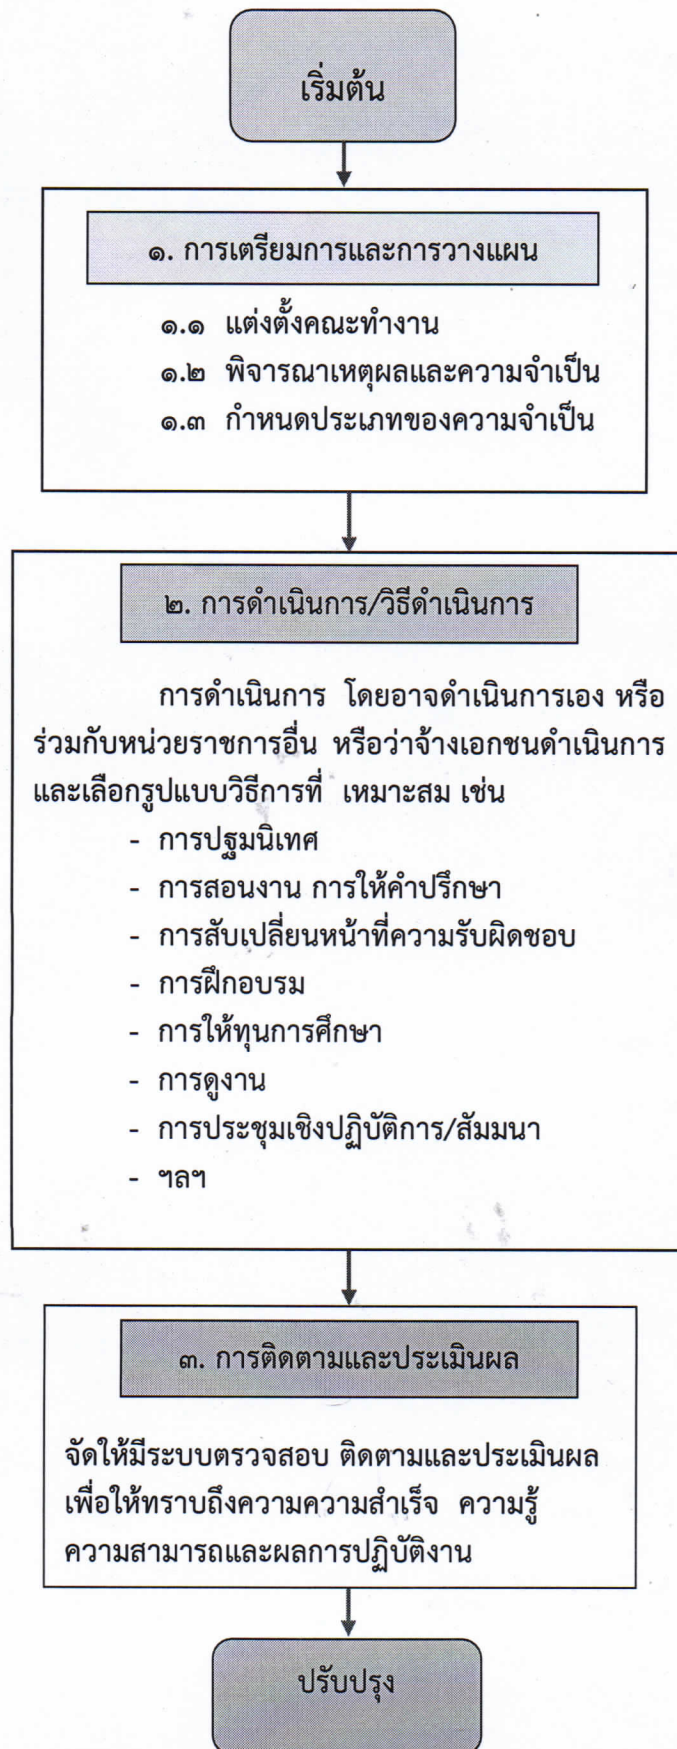 เริ่มต้น
๑. การเตรียมการและการวางแผน
๑.๑ แต่งตั้งคณะทำงาน
๑.๒ พิจารณาเหตุผลและความจำเป็น
๑.๓ กำหนดประเภทของความจำเป็น
๒. การดำเนินการ/วิธีดำเนินการ
การดำเนินการ โดยอาจดำเนินการเอง หรือ
ร่วมกับหน่วยราชการอื่น หรือว่าจ้างเอกชนดำเนินการ
และเลือกรูปแบบวิธีการที่ เหมาะสม เช่น
- การปฐมนิเทศ
- การสอนงาน การให้คำปรึกษา
- การสับเปลี่ยนหน้าที่ความรับผิดชอบ
- การฝึกอบรม
- การให้ทุนการศึกษา
- การดูงาน
- การประชุมเชิงปฏิบัติการ/สัมมนา
- ฯลฯ
๓. การติดตามและประเมินผล
จัดให้มีระบบตรวจสอบ ติดตามและประเมินผล
เพื่อให้ทราบถึงความความสำเร็จ ความรู้
ความสามารถและผลการปฏิบัติงาน
ปรับปรุง